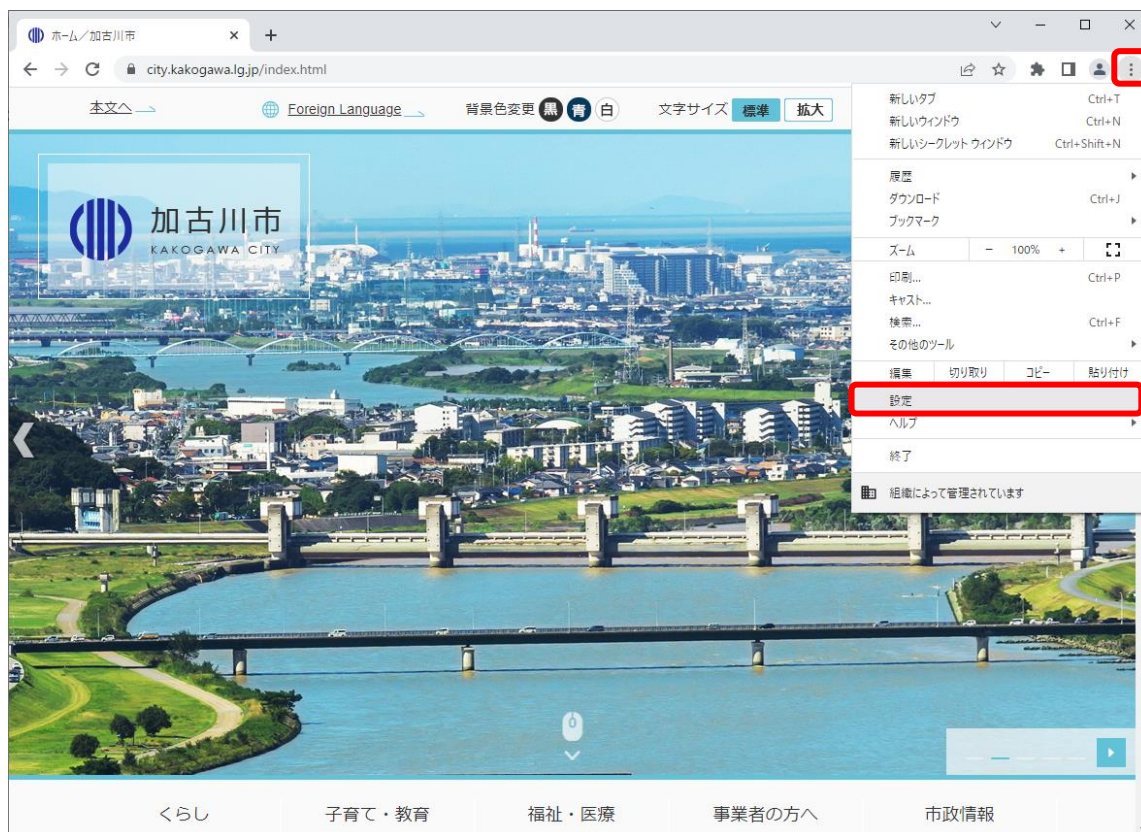 ホーム／加古川市
city.kakogawa.lg.jp/index.html
本文へ
Foreign Language
背景色変更 黒 青 白
文字サイズ 標準 拡大
加古川市
KAKOGAWA CITY
新しいタブ Ctrl+T
新しいウィンドウ Ctrl+N
新しいシークレット ウィンドウ Ctrl+Shift+N
履歴
ダウンロード Ctrl+J
ブックマーク
ズーム - 100% +
印刷... Ctrl+P
キャスト...
検索... Ctrl+F
その他のツール
編集 切り取り コピー 貼り付け
設定
ヘルプ
終了
組織によって管理されています
くらし 子育て・教育 福祉・医療 事業者の方へ 市政情報